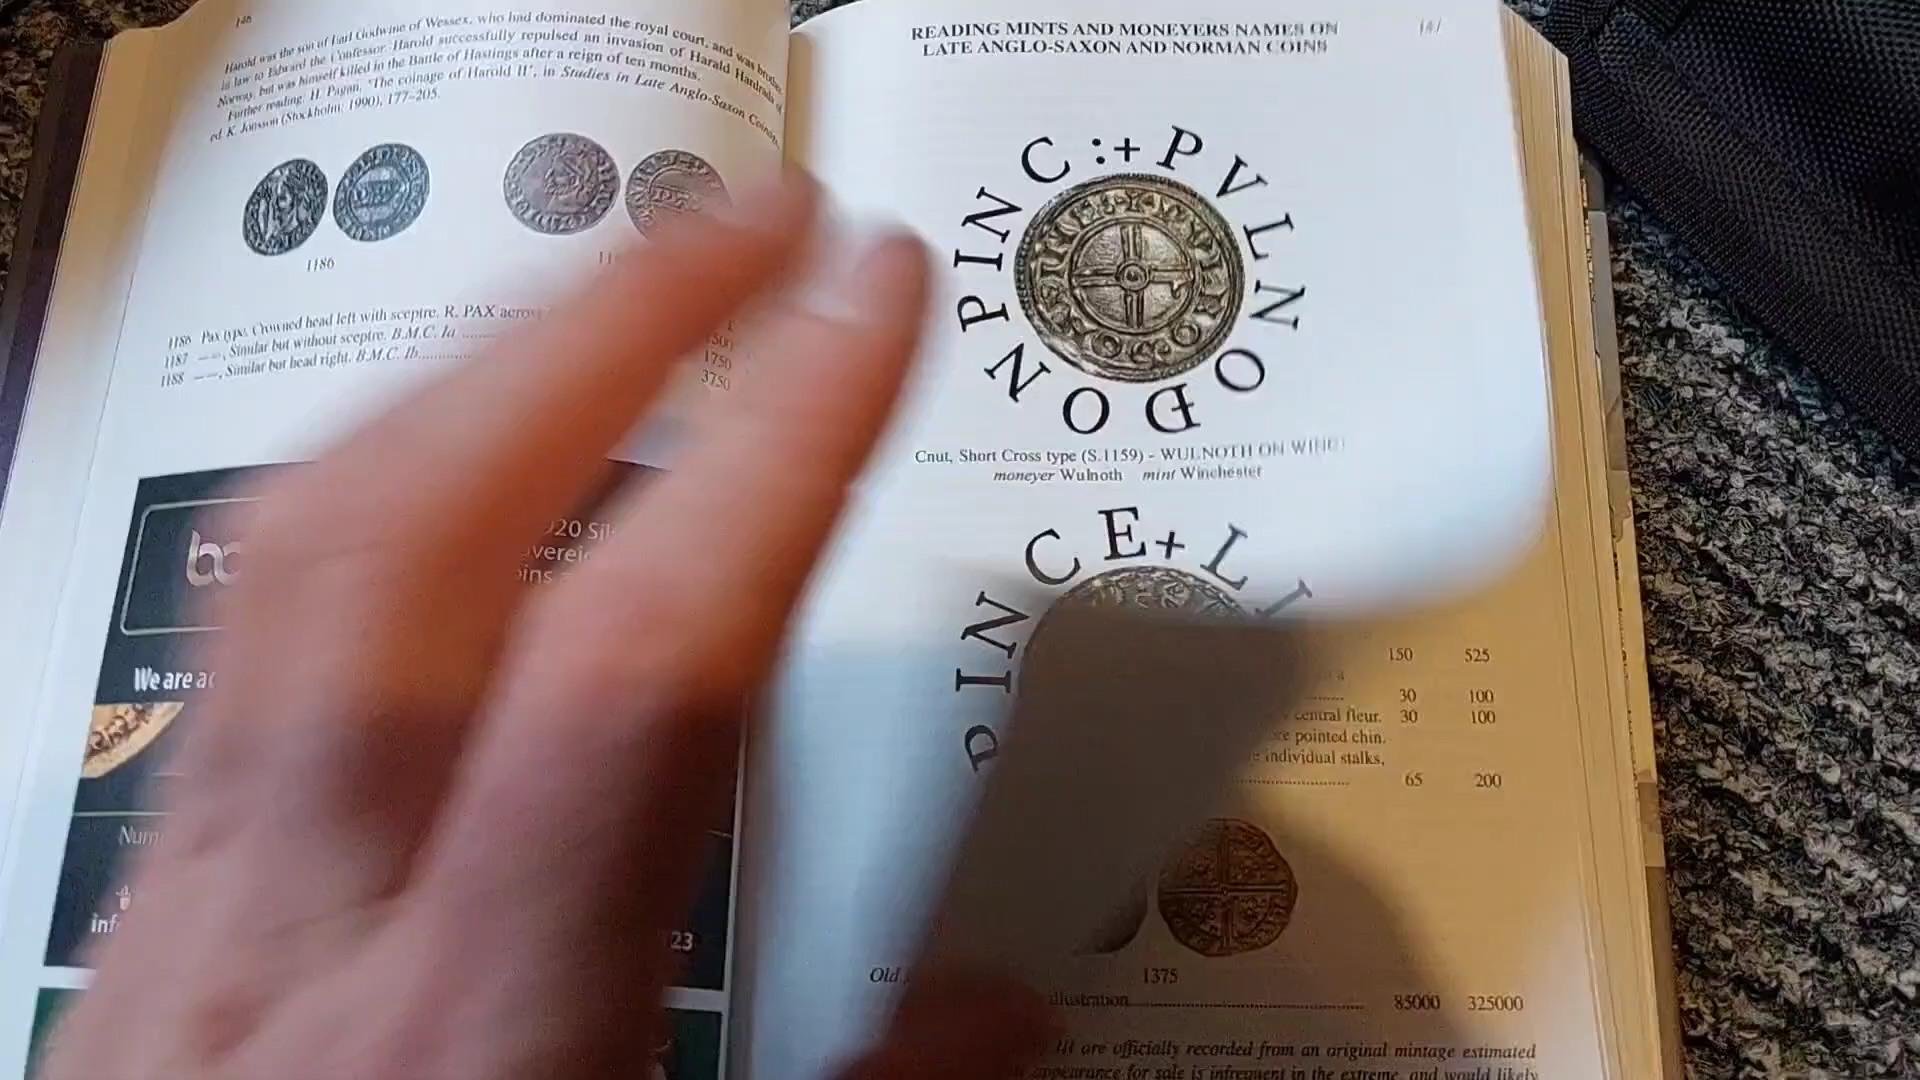 Harold was the son of Earl Godwine of Wessex, who had dominated the royal court, and was brother-
in-law to Edward the Confessor. Harold successfully repulsed an invasion of Harald Hardrada of
Norway, but was himself killed in the Battle of Hastings after a reign of ten months.
Further reading: H. Pagan, 'The coinage of Harold II', in Studies in Late Anglo-Saxon Coinage,
ed. K. Jonsson (Stockholm, 1990), 177-205.
1186
1186 Pax type. Crowned head left with sceptre. R. PAX across
1187 — —, Similar but without sceptre. B.M.C. Ia
1750
1188 — —, Similar but head right. B.M.C. Ib
3750
We are
23
READING MINTS AND MONEYERS NAMES ON
LATE ANGLO-SAXON AND NORMAN COINS
:+PVLNOÐONPINC
Cnut, Short Cross type (S.1159) - WULNOTH ON WINC
moneyer Wulnoth mint Winchester
PINCE+LI
150 525
30 100
central fleur. 30 100
pointed chin.
individual stalks,
65 200
Old
1375
illustration 85000 325000
III are officially recorded from an original mintage estimated
appearance for sale is infrequent in the extreme, and would likely